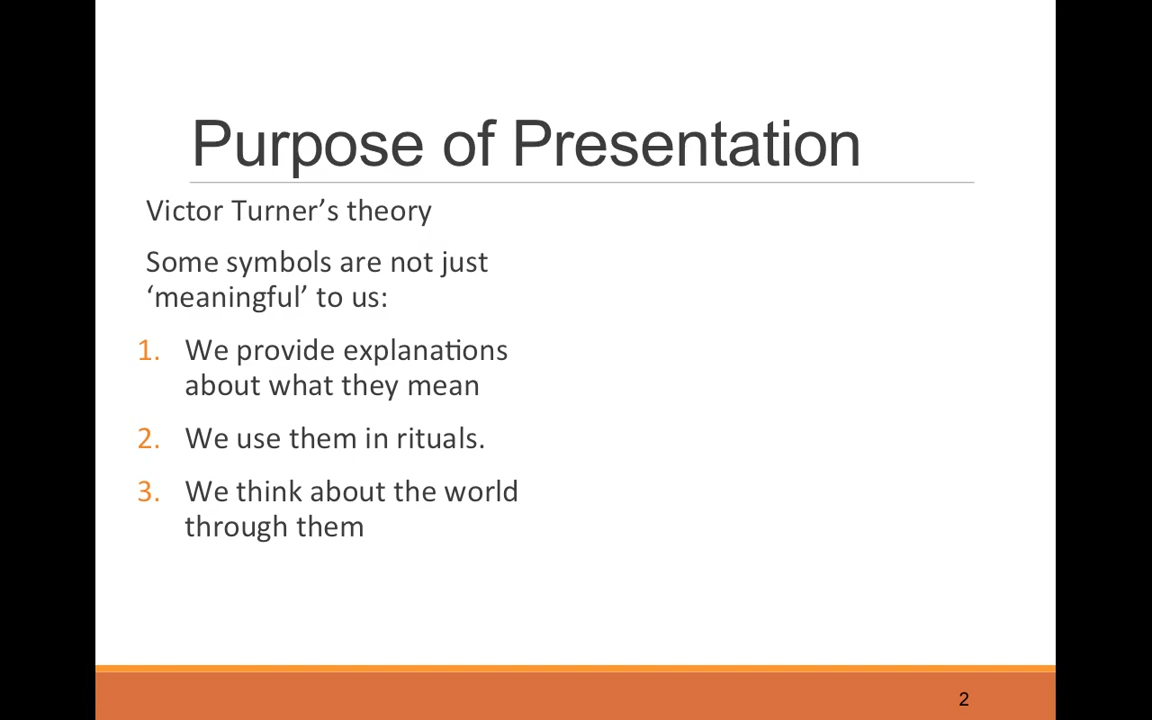 Purpose of Presentation
Victor Turner’s theory
Some symbols are not just
‘meaningful’ to us:
1. We provide explanations
about what they mean
2. We use them in rituals.
3. We think about the world
through them
2